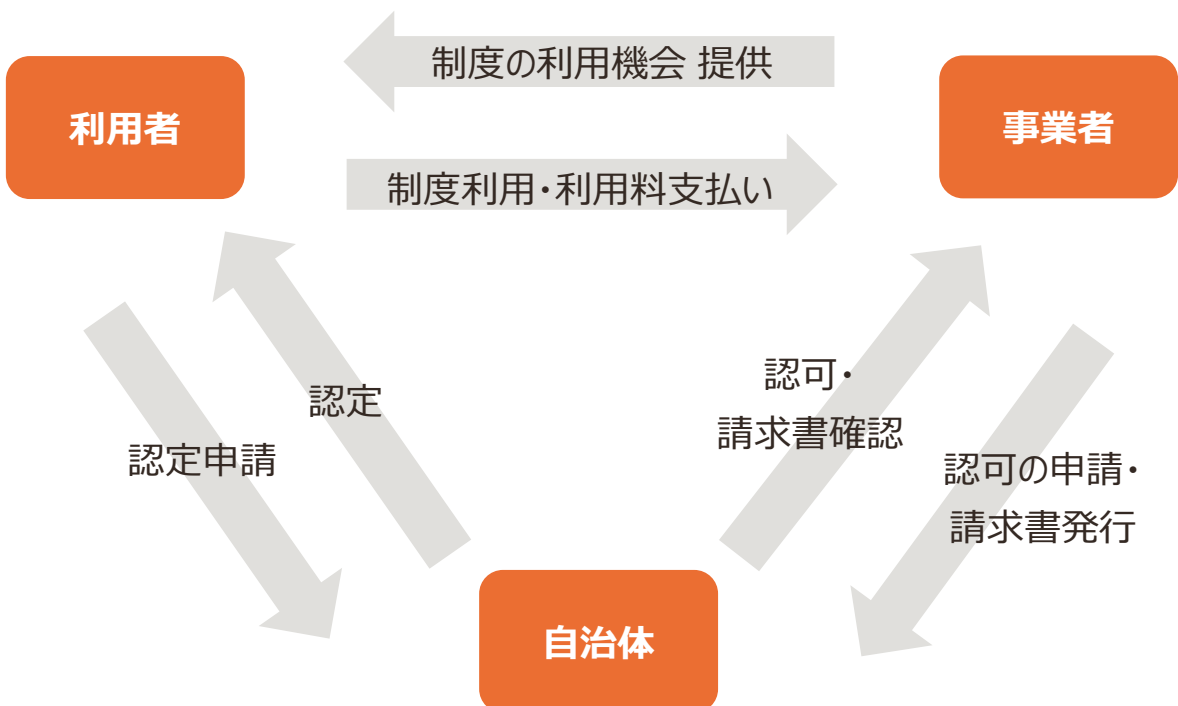 制度の利用機会 提供
利用者
事業者
制度利用・利用料支払い
認定
認定申請
認可・
請求書確認
認可の申請・
請求書発行
自治体